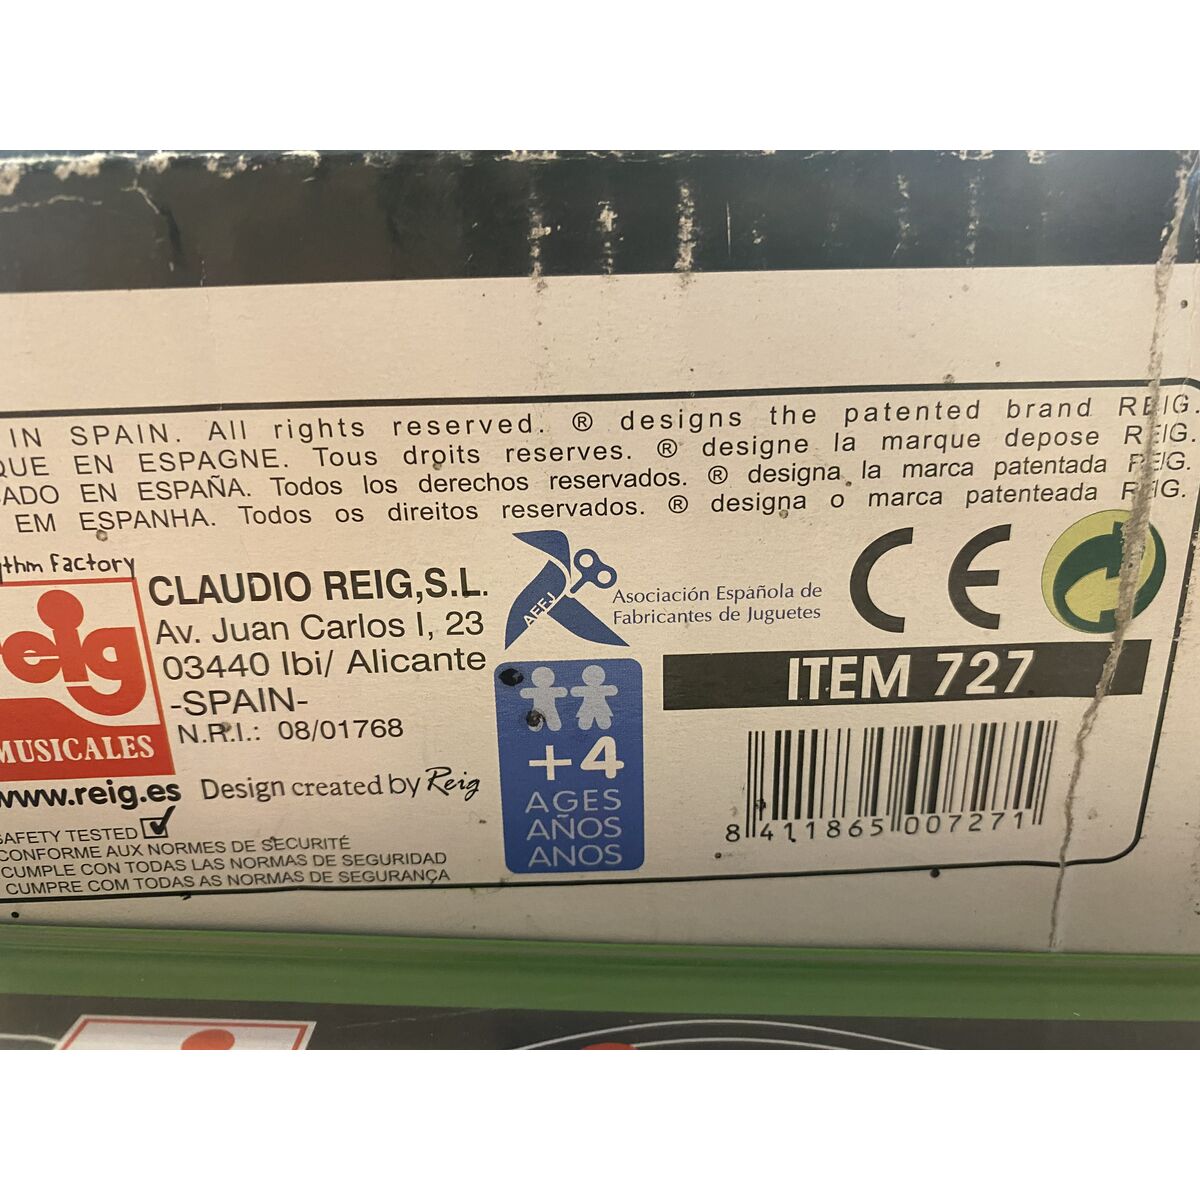 IN SPAIN. All rights reserved. ® designs the patented brand REIG.
QUE EN ESPAGNE. Tous droits reserves. ® designe la marque depose REIG.
CADO EN ESPAÑA. Todos los derechos reservados. ® designa la marca patentada REIG.
EM ESPANHA. Todos os direitos reservados. ® designa o marca patenteada REIG.
ythm Factory
reig
MUSICALES
www.reig.es
CLAUDIO REIG,S.L.
Av. Juan Carlos I, 23
03440 Ibi/ Alicante
-SPAIN-
N.R.I.: 08/01768
Design created by Reig
SAFETY TESTED
CONFORME AUX NORMES DE SECURITÉ
CUMPLE CON TODAS LAS NORMAS DE SEGURIDAD
CUMPRE COM TODAS AS NORMAS DE SEGURANÇA
AEFJ
Asociación Española de
Fabricantes de Juguetes
+4
AGES
AÑOS
ANOS
CE
ITEM 727
8 411865 007271